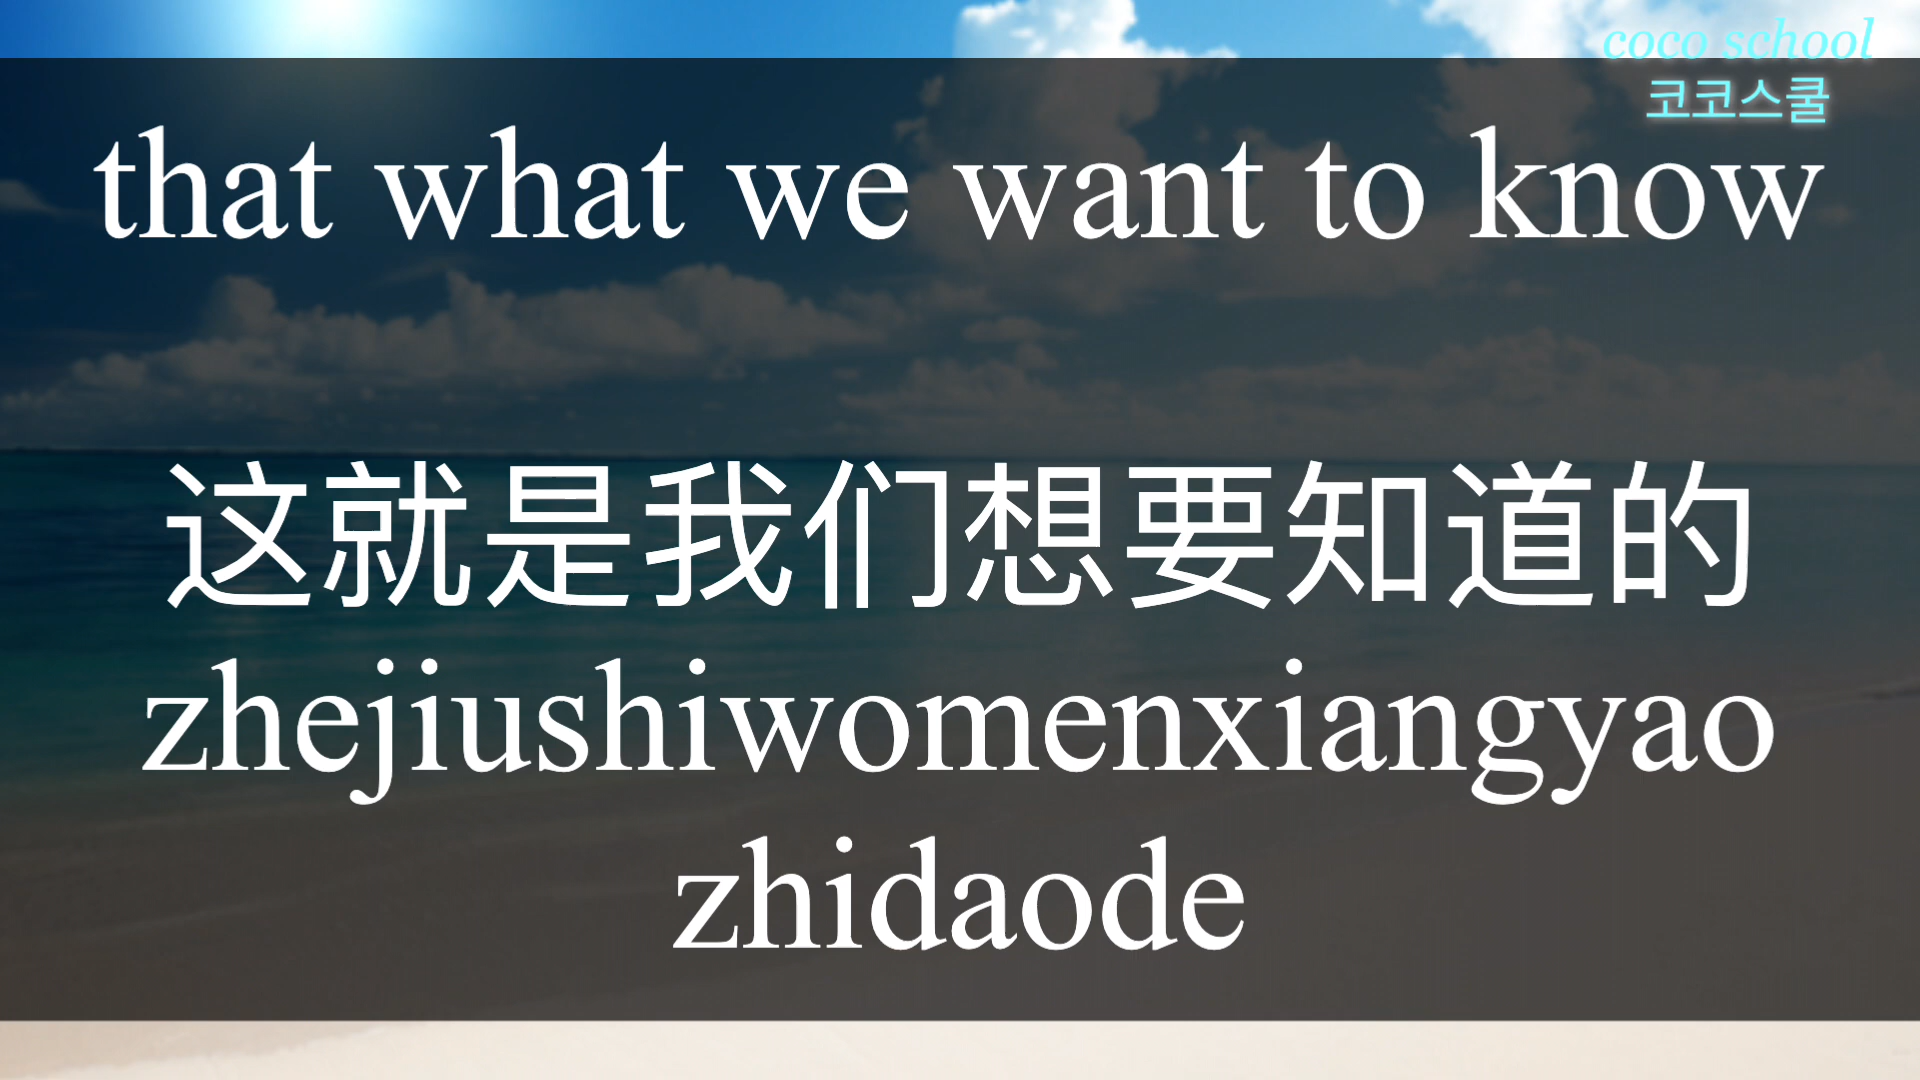 coco school
코코스쿨
that what we want to know
这就是我们想要知道的
zhejiushiwomenxiangyao
zhidaode